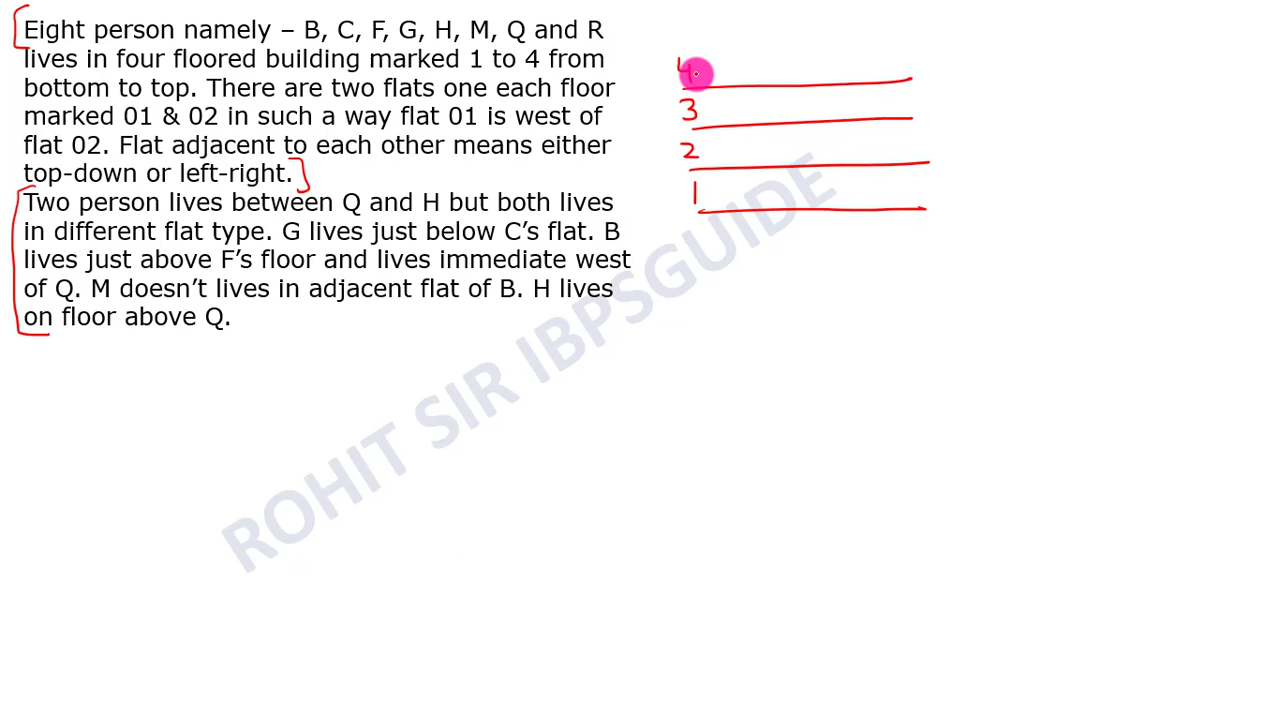 Eight person namely – B, C, F, G, H, M, Q and R
lives in four floored building marked 1 to 4 from
bottom to top. There are two flats one each floor
marked 01 & 02 in such a way flat 01 is west of
flat 02. Flat adjacent to each other means either
top-down or left-right.
Two person lives between Q and H but both lives
in different flat type. G lives just below C’s flat. B
lives just above F’s floor and lives immediate west
of Q. M doesn’t lives in adjacent flat of B. H lives
on floor above Q.
4
3
2
1
ROHIT SIR IBPSGUIDE